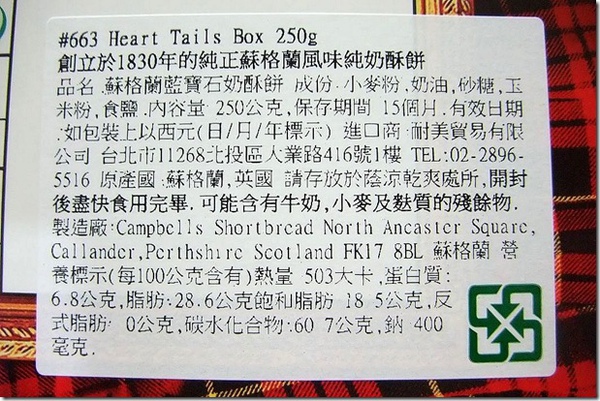 #663 Heart Tails Box 250g
創立於1830年的純正蘇格蘭風味純奶酥餅
品名.蘇格蘭藍寶石奶酥餅 成份.小麥粉,奶油,砂糖,玉
米粉,食鹽.內容量.250公克,保存期間 15個月.有效日期
:如包裝上以西元(日/月/年標示) 進口商.耐美貿易有限
公司 台北市11268北投區大業路416號1樓 TEL:02-2896-
5516 原產國.蘇格蘭,英國 請存放於蔭涼乾爽處所,開封
後盡快食用完畢.可能含有牛奶,小麥及麩質的殘餘物.
製造廠:Campbells Shortbread North Ancaster Square,
Callander,Perthshire Scotland FK17 8BL 蘇格蘭 營
養標示(每100公克含有)熱量 503大卡,蛋白質:
6.8公克,脂肪:28.6公克飽和脂肪 18 5公克,反
式脂肪: 0公克,碳水化合物:60 7公克,鈉 400
毫克.